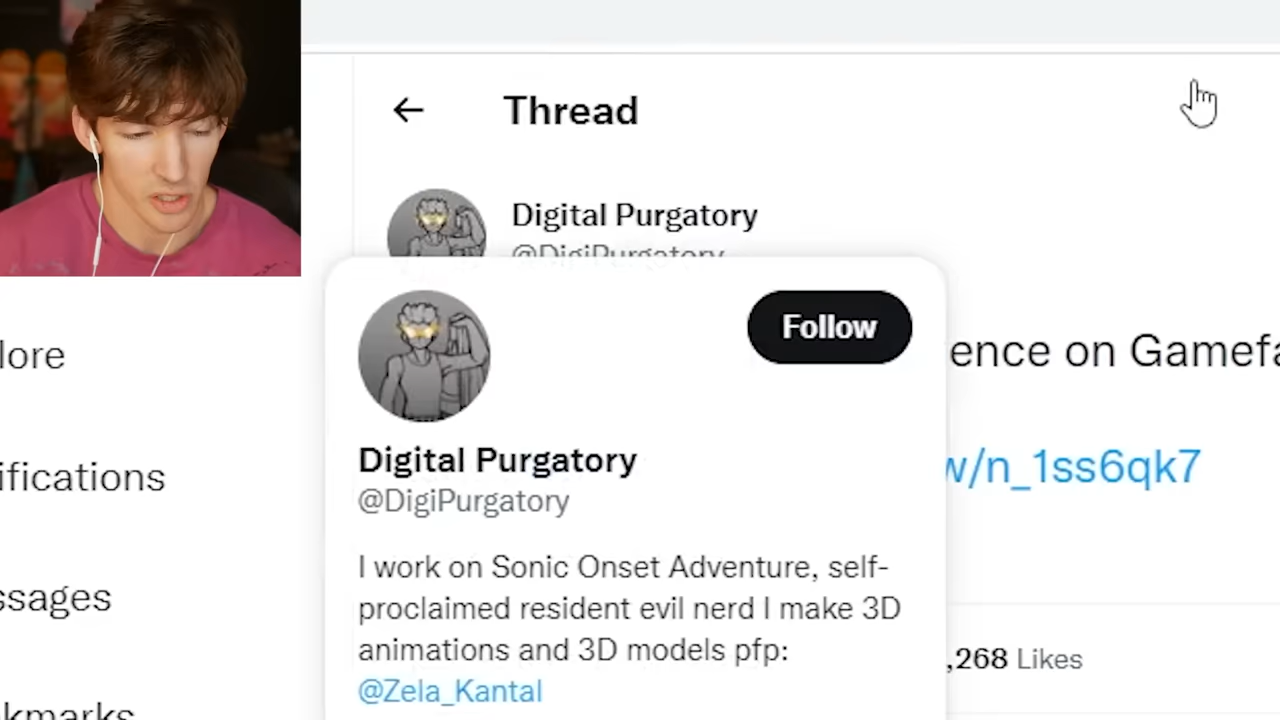 Thread
Digital Purgatory
@DigiPurgatory
Follow
lore
ence on Gamefa
Digital Purgatory
ifications
w/n_1ss6qk7
@DigiPurgatory
I work on Sonic Onset Adventure, self-
ssages
proclaimed resident evil nerd I make 3D
animations and 3D models pfp:
,268 Likes
@Zela_Kantal
kmarks